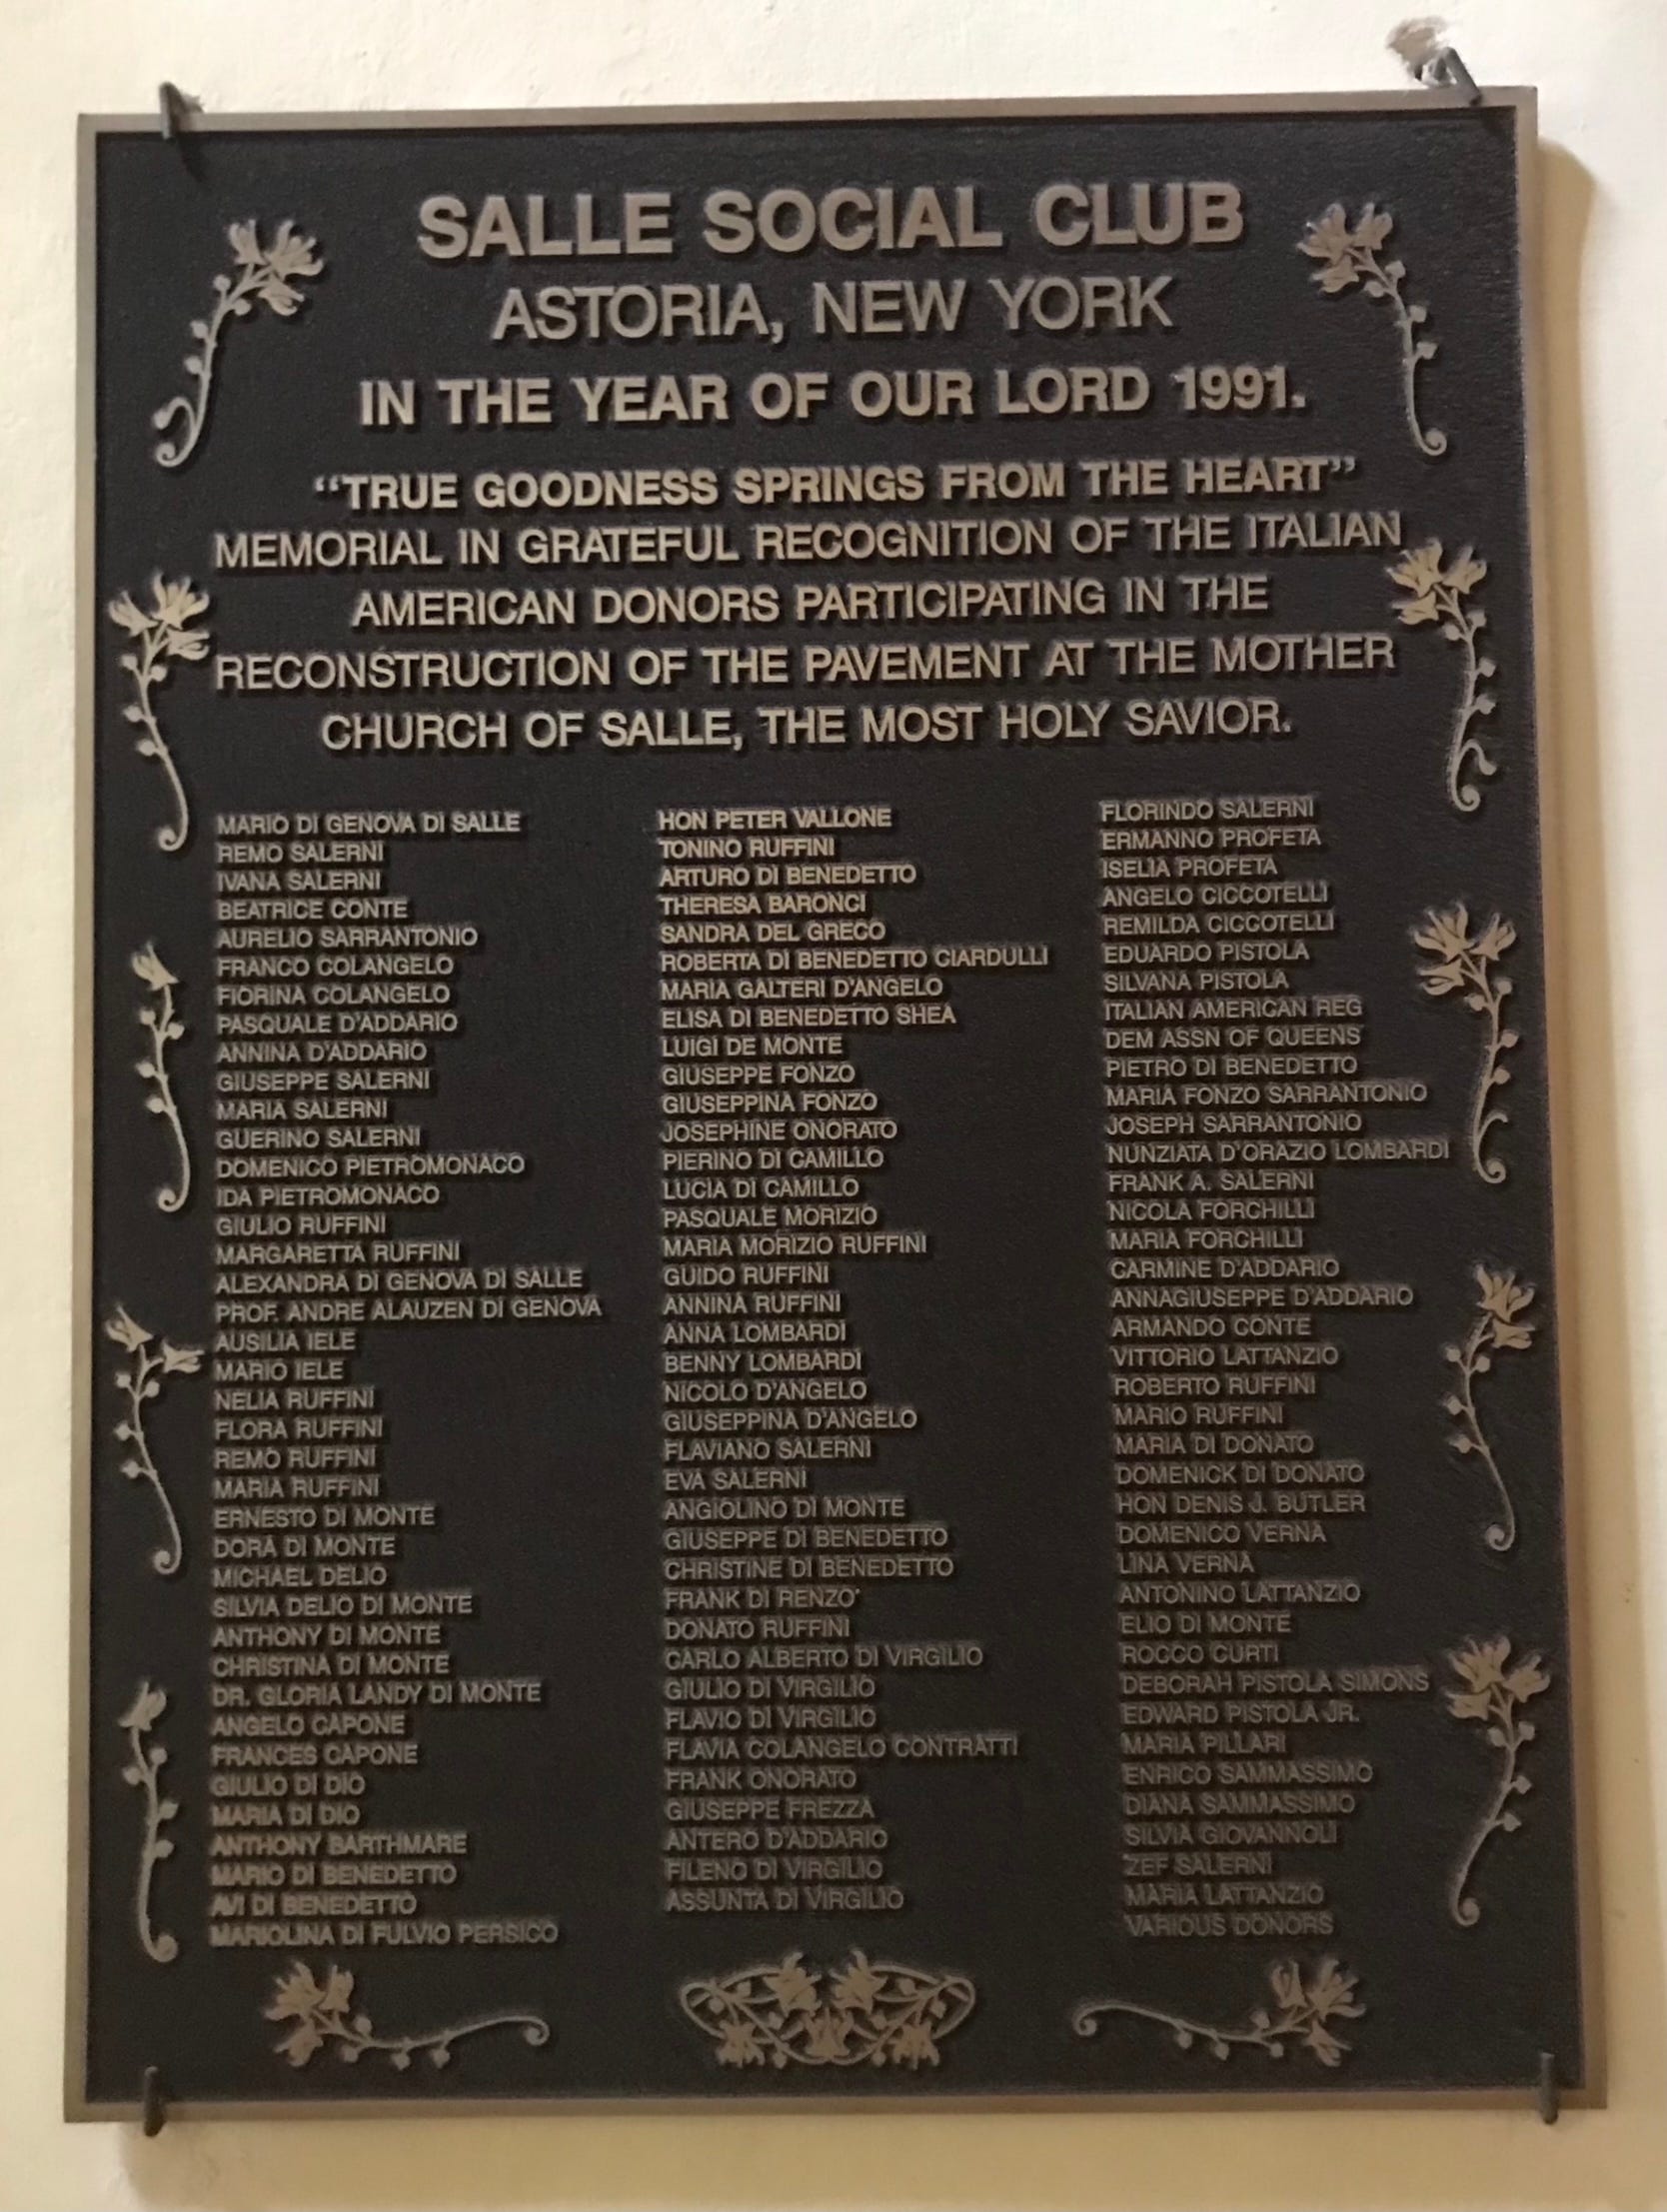 SALLE SOCIAL CLUB
ASTORIA, NEW YORK
IN THE YEAR OF OUR LORD 1991.
“TRUE GOODNESS SPRINGS FROM THE HEART”
MEMORIAL IN GRATEFUL RECOGNITION OF THE ITALIAN
AMERICAN DONORS PARTICIPATING IN THE
RECONSTRUCTION OF THE PAVEMENT AT THE MOTHER
CHURCH OF SALLE, THE MOST HOLY SAVIOR.
MARIO DI GENOVA DI SALLE
REMO SALERNI
IVANA SALERNI
BEATRICE CONTE
AURELIO SARRANTONIO
FRANCO COLANGELO
FIORINA COLANGELO
PASQUALE D'ADDARIO
ANNINA D'ADDARIO
GIUSEPPE SALERNI
MARIA SALERNI
GUERINO SALERNI
DOMENICO PIETROMONACO
IDA PIETROMONACO
GIULIO RUFFINI
MARGARETTA RUFFINI
ALEXANDRA DI GENOVA DI SALLE
PROF. ANDRE ALAUZEN DI GENOVA
AUSILIA IELE
MARIO IELE
NELIA RUFFINI
FLORA RUFFINI
REMO RUFFINI
MARIA RUFFINI
ERNESTO DI MONTE
DORA DI MONTE
MICHAEL DELIO
SILVIA DELIO DI MONTE
ANTHONY DI MONTE
CHRISTINA DI MONTE
DR. GLORIA LANDY DI MONTE
ANGELO CAPONE
FRANCES CAPONE
GIULIO DI DIO
MARIA DI DIO
ANTHONY BARTHMARE
MARIO DI BENEDETTO
AVI DI BENEDETTO
MARIOLINA DI FULVIO PERSICO
HON PETER VALLONE
TONINO RUFFINI
ARTURO DI BENEDETTO
THERESA BARONCI
SANDRA DEL GRECO
ROBERTA DI BENEDETTO CIARDULLI
MARIA GALTERI D'ANGELO
ELISA DI BENEDETTO SHEA
LUIGI DE MONTE
GIUSEPPE FONZO
GIUSEPPINA FONZO
JOSEPHINE ONORATO
PIERINO DI CAMILLO
LUCIA DI CAMILLO
PASQUALE MORIZIO
MARIA MORIZIO RUFFINI
GUIDO RUFFINI
ANNINA RUFFINI
ANNA LOMBARDI
BENNY LOMBARDI
NICOLO D'ANGELO
GIUSEPPINA D'ANGELO
FLAVIANO SALERNI
EVA SALERNI
ANGIOLINO DI MONTE
GIUSEPPE DI BENEDETTO
CHRISTINE DI BENEDETTO
FRANK DI RENZO'
DONATO RUFFINI
CARLO ALBERTO DI VIRGILIO
GIULIO DI VIRGILIO
FLAVIO DI VIRGILIO
FLAVIA COLANGELO CONTRATTI
FRANK ONORATO
GIUSEPPE FREZZA
ANTERO D'ADDARIO
FILENO DI VIRGILIO
ASSUNTA DI VIRGILIO
FLORINDO SALERNI
ERMANNO PROFETA
ISELIA PROFETA
ANGELO CICCOTELLI
REMILDA CICCOTELLI
EDUARDO PISTOLA
SILVANA PISTOLA
ITALIAN AMERICAN REG
DEM ASSN OF QUEENS
PIETRO DI BENEDETTO
MARIA FONZO SARRANTONIO
JOSEPH SARRANTONIO
NUNZIATA D'ORAZIO LOMBARDI
FRANK A. SALERNI
NICOLA FORCHILLI
MARIA FORCHILLI
CARMINE D'ADDARIO
ANNAGIUSEPPE D'ADDARIO
ARMANDO CONTE
VITTORIO LATTANZIO
ROBERTO RUFFINI
MARIO RUFFINI
MARIA DI DONATO
DOMENICK DI DONATO
HON DENIS J. BUTLER
DOMENICO VERNA
LINA VERNA
ANTONINO LATTANZIO
ELIO DI MONTE
ROCCO CURTI
DEBORAH PISTOLA SIMONS
EDWARD PISTOLA JR.
MARIA PILLARI
ENRICO SAMMASSIMO
DIANA SAMMASSIMO
SILVIA GIOVANNOLI
ZEF SALERNI
MARIA LATTANZIO
VARIOUS DONORS